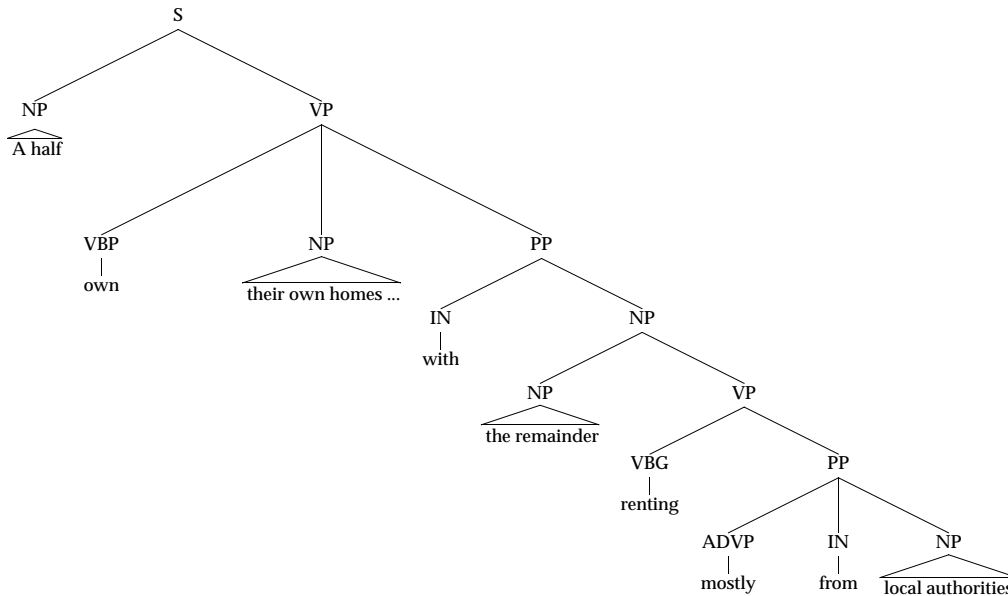 S
NP VP
A half
VBP NP PP
own their own homes ...
IN NP
with
NP VP
the remainder
VBG PP
renting
ADVP IN NP
mostly from local authorities